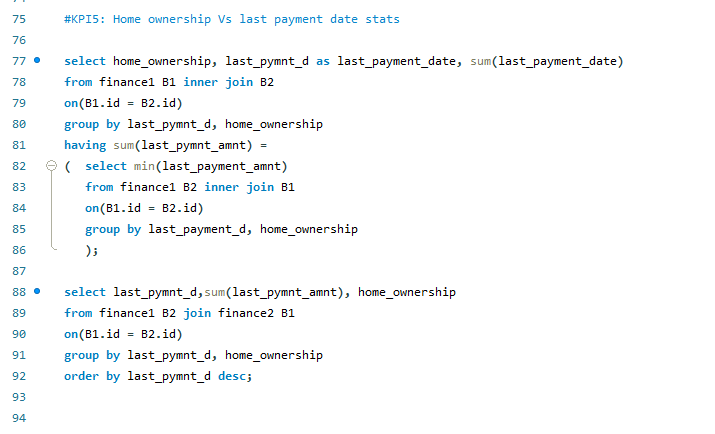 75 #KPI5: Home ownership Vs last payment date stats
76
77 select home_ownership, last_pymnt_d as last_payment_date, sum(last_payment_date)
78 from finance1 B1 inner join B2
79 on(B1.id = B2.id)
80 group by last_pymnt_d, home_ownership
81 having sum(last_pymnt_amnt) =
82 ( select min(last_payment_amnt)
83 from finance1 B2 inner join B1
84 on(B1.id = B2.id)
85 group by last_payment_d, home_ownership
86 );
87
88 select last_pymnt_d,sum(last_pymnt_amnt), home_ownership
89 from finance1 B2 join finance2 B1
90 on(B1.id = B2.id)
91 group by last_pymnt_d, home_ownership
92 order by last_pymnt_d desc;
93
94